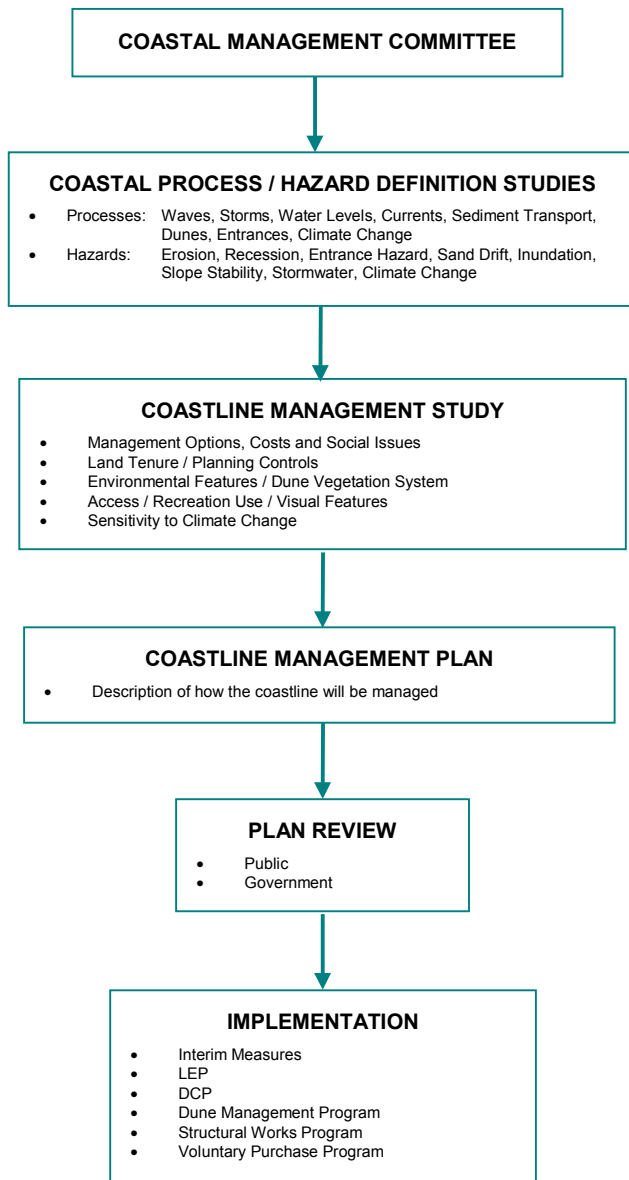 COASTAL MANAGEMENT COMMITTEE
COASTAL PROCESS / HAZARD DEFINITION STUDIES
• Processes: Waves, Storms, Water Levels, Currents, Sediment Transport,
Dunes, Entrances, Climate Change
• Hazards: Erosion, Recession, Entrance Hazard, Sand Drift, Inundation,
Slope Stability, Stormwater, Climate Change
COASTLINE MANAGEMENT STUDY
• Management Options, Costs and Social Issues
• Land Tenure / Planning Controls
• Environmental Features / Dune Vegetation System
• Access / Recreation Use / Visual Features
• Sensitivity to Climate Change
COASTLINE MANAGEMENT PLAN
• Description of how the coastline will be managed
PLAN REVIEW
• Public
• Government
IMPLEMENTATION
• Interim Measures
• LEP
• DCP
• Dune Management Program
• Structural Works Program
• Voluntary Purchase Program